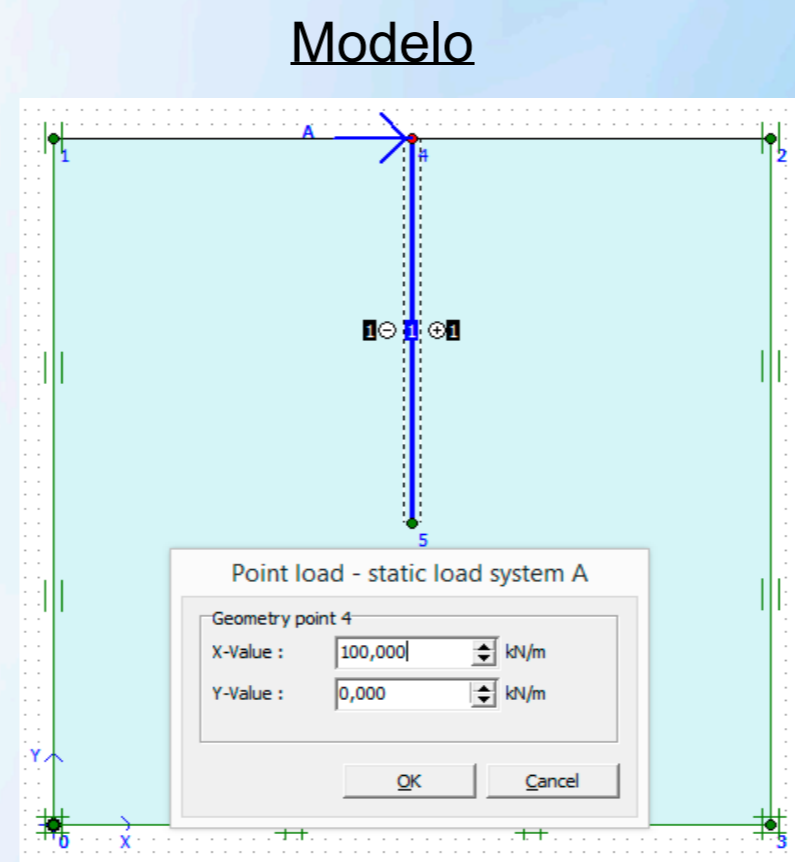 Modelo
A
1
4
2
1 - 1 + 1
5
Point load - static load system A
Geometry point 4
X-Value : 100,000 kN/m
Y-Value : 0,000 kN/m
OK Cancel
Y
0 X 3